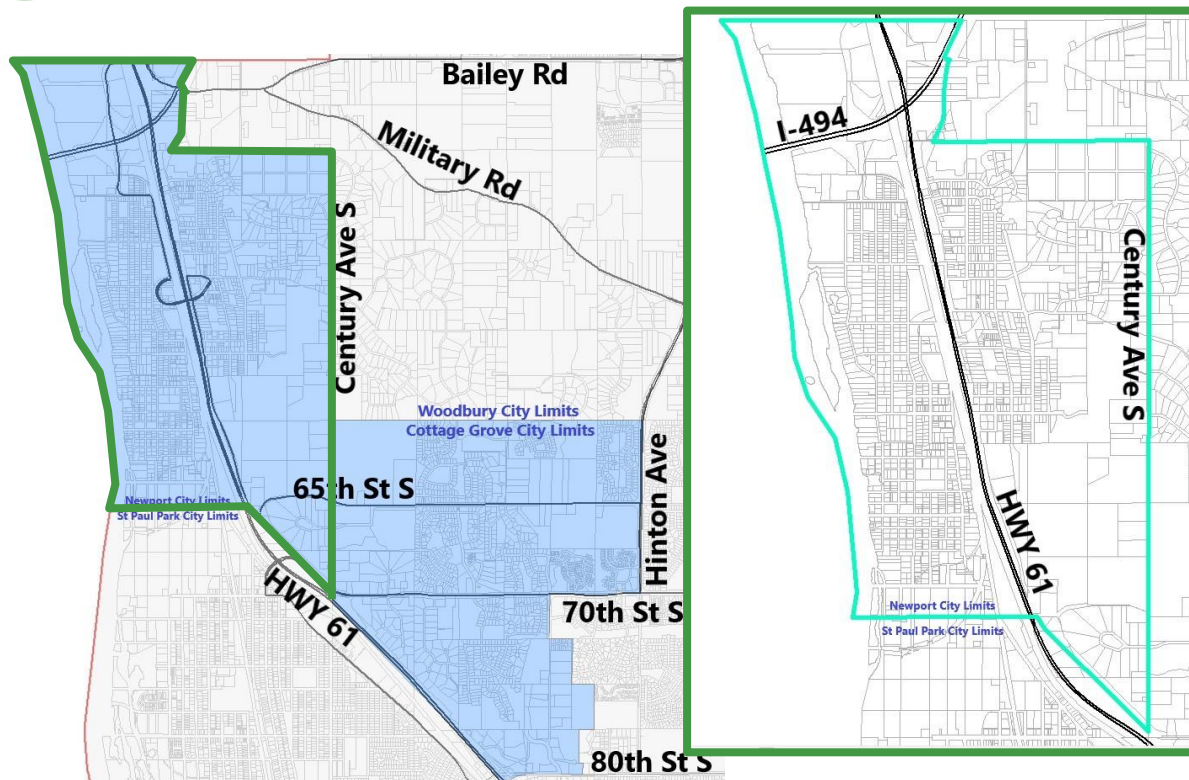 Bailey Rd
Military Rd
Century Ave S
Woodbury City Limits
Cottage Grove City Limits
65th St S
Newport City Limits
St Paul Park City Limits
Hinton Ave
HWY 61
70th St S
80th St S
I-494
Century Ave S
HWY 61
Newport City Limits
St Paul Park City Limits